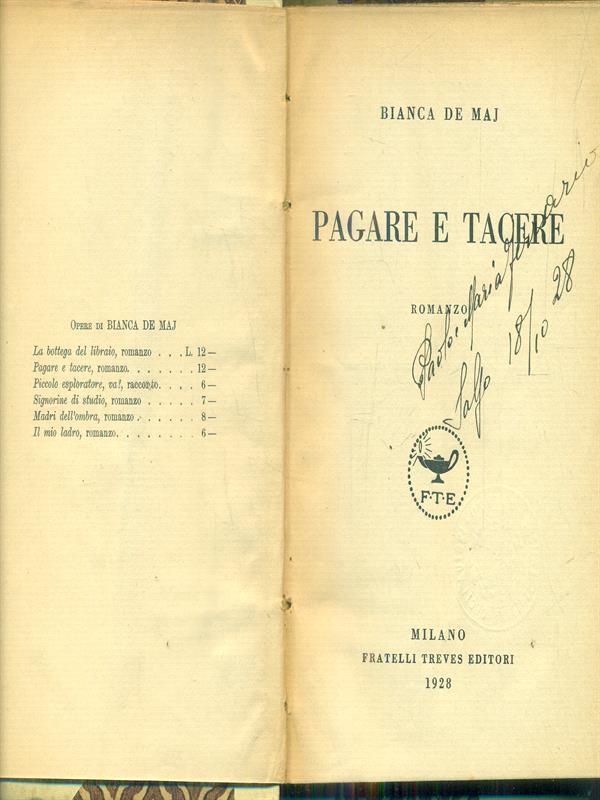 Opere di BIANCA DE MAJ
La bottega del libraio, romanzo . . . L. 12 —
Pagare e tacere, romanzo. . . . . . . 12 —
Piccolo esploratore, va!, racconto. . . . . 6 —
Signorine di studio, romanzo . . . . . . 7 —
Madri dell'ombra, romanzo . . . . . . . 8 —
Il mio ladro, romanzo. . . . . . . . . 6 —
BIANCA DE MAJ
PAGARE E TACERE
ROMANZO
Maria
18/10 28
F·T·E
MILANO
FRATELLI TREVES EDITORI
1928